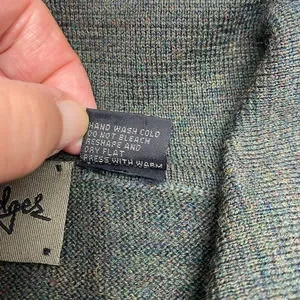 HAND WASH COLD
DO NOT BLEACH
RESHAPE AND
DRY FLAT
PRESS WITH WARM